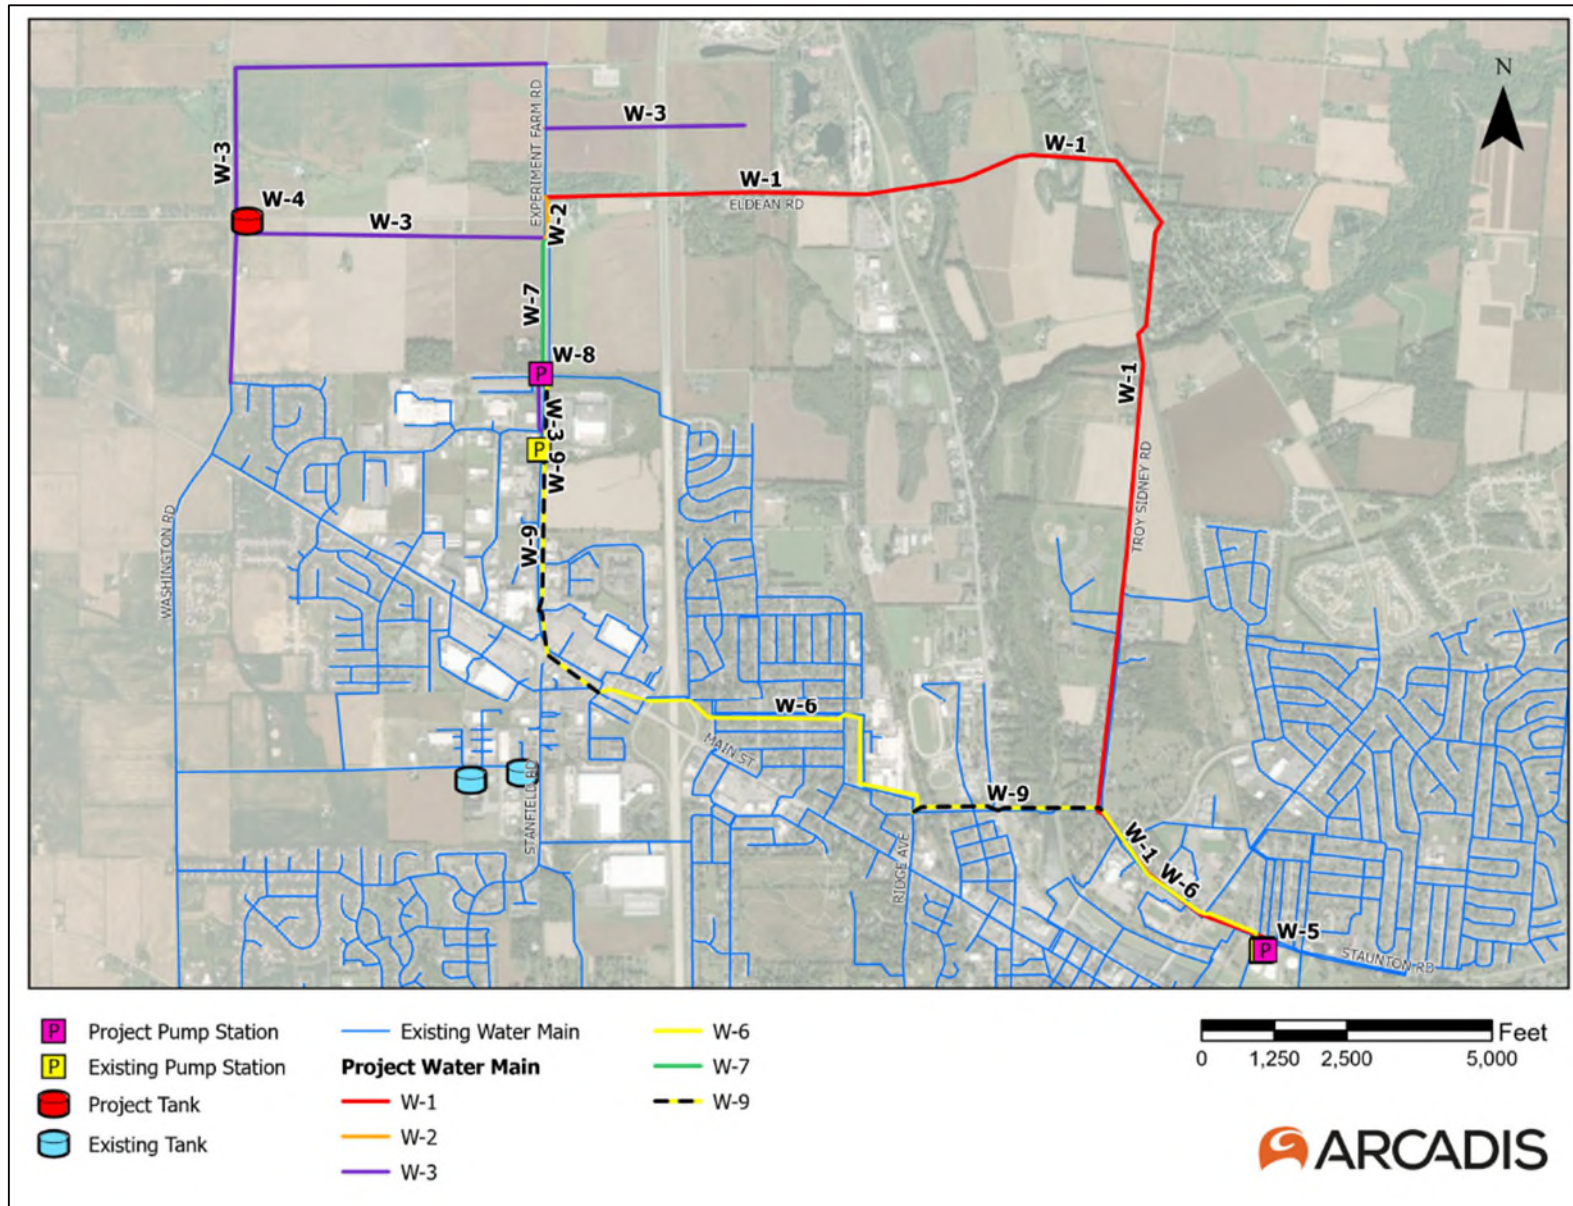 N
EXPERIMENT FARM RD
W-3
W-1
W-3
W-1
W-4
W-2
ELDEAN RD
W-3
W-7
W-8
W-1
W-3
W-9
W-9
TROY SIDNEY RD
WASHINGTON RD
W-6
MAIN ST
STANFIELD RD
W-9
RIDGE AVE
W-1
W-6
W-5
STAUNTON RD
P
P
P
P Project Pump Station
P Existing Pump Station
Project Tank
Existing Tank
Existing Water Main
Project Water Main
W-1
W-2
W-3
W-6
W-7
W-9
Feet
0 1,250 2,500 5,000
ARCADIS